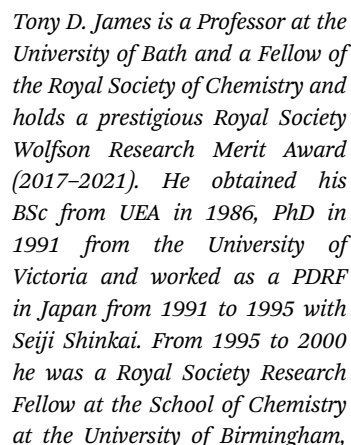 Tony D. James is a Professor at the
University of Bath and a Fellow of
the Royal Society of Chemistry and
holds a prestigious Royal Society
Wolfson Research Merit Award
(2017–2021). He obtained his
BSc from UEA in 1986, PhD in
1991 from the University of
Victoria and worked as a PDRF
in Japan from 1991 to 1995 with
Seiji Shinkai. From 1995 to 2000
he was a Royal Society Research
Fellow at the School of Chemistry
at the University of Birmingham,